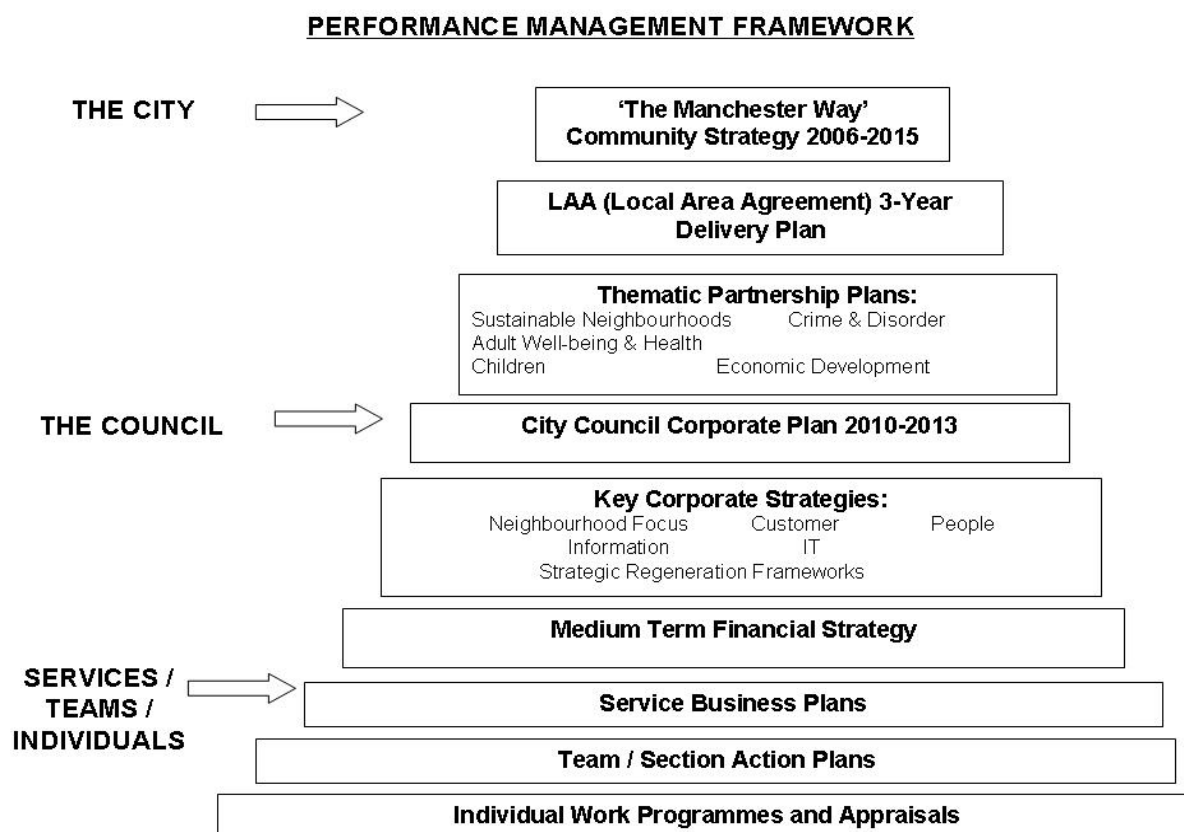 PERFORMANCE MANAGEMENT FRAMEWORK
THE CITY
‘The Manchester Way’
Community Strategy 2006-2015
LAA (Local Area Agreement) 3-Year
Delivery Plan
Thematic Partnership Plans:
Sustainable Neighbourhoods Crime & Disorder
Adult Well-being & Health
Children Economic Development
THE COUNCIL
City Council Corporate Plan 2010-2013
Key Corporate Strategies:
Neighbourhood Focus Customer People
Information IT
Strategic Regeneration Frameworks
Medium Term Financial Strategy
SERVICES /
TEAMS /
INDIVIDUALS
Service Business Plans
Team / Section Action Plans
Individual Work Programmes and Appraisals